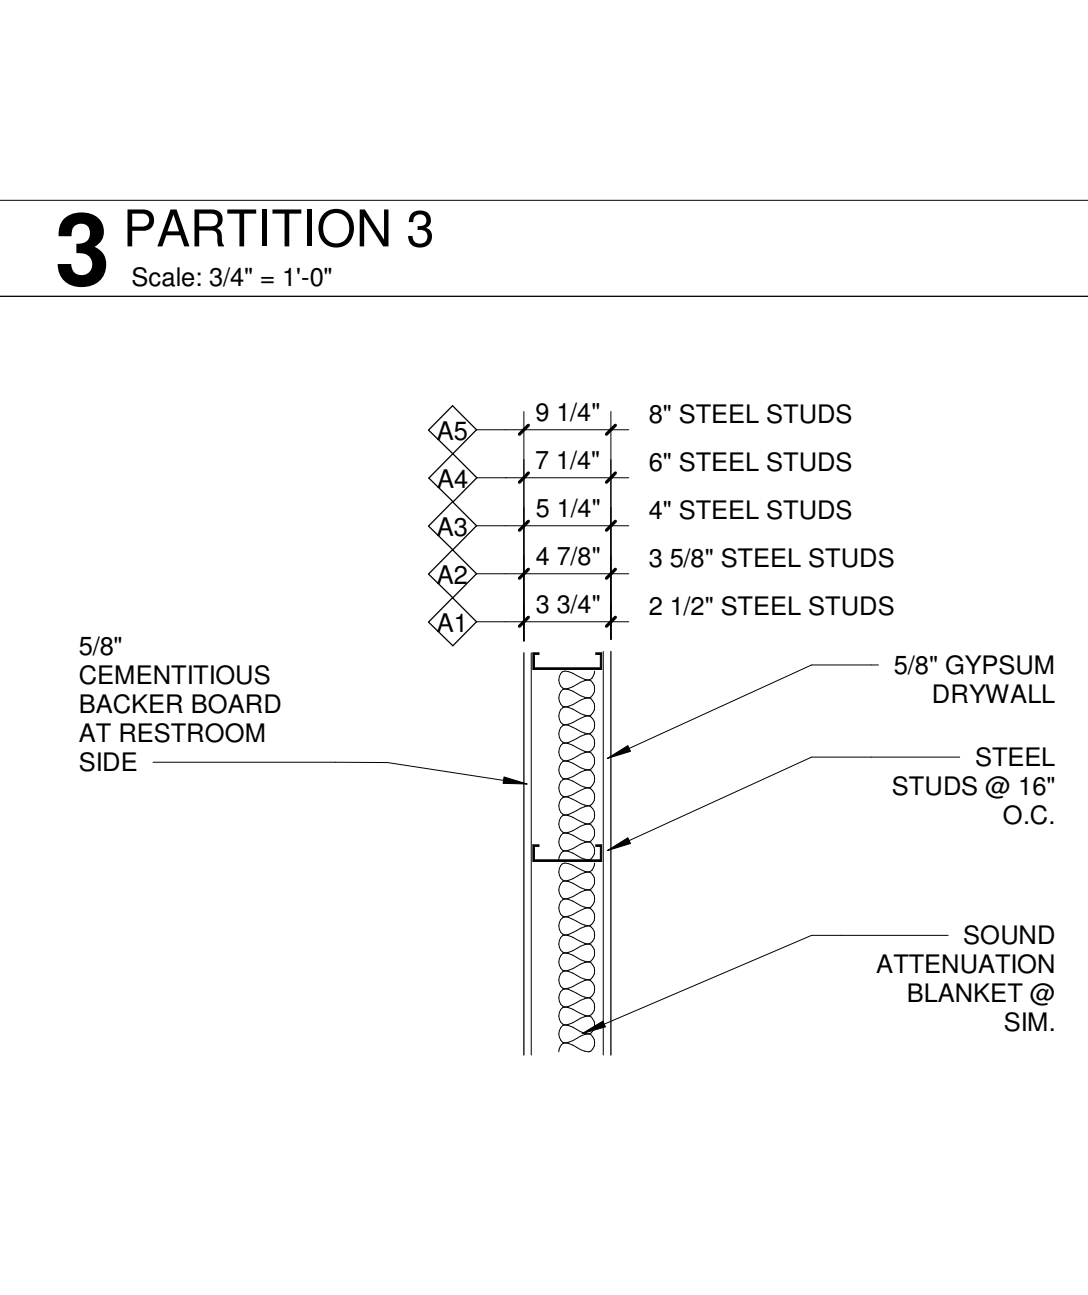 3 PARTITION 3
Scale: 3/4" = 1'-0"
A5 9 1/4" 8" STEEL STUDS
A4 7 1/4" 6" STEEL STUDS
A3 5 1/4" 4" STEEL STUDS
A2 4 7/8" 3 5/8" STEEL STUDS
A1 3 3/4" 2 1/2" STEEL STUDS
5/8"
CEMENTITIOUS
BACKER BOARD
AT RESTROOM
SIDE
5/8" GYPSUM
DRYWALL
STEEL
STUDS @ 16"
O.C.
SOUND
ATTENUATION
BLANKET @
SIM.